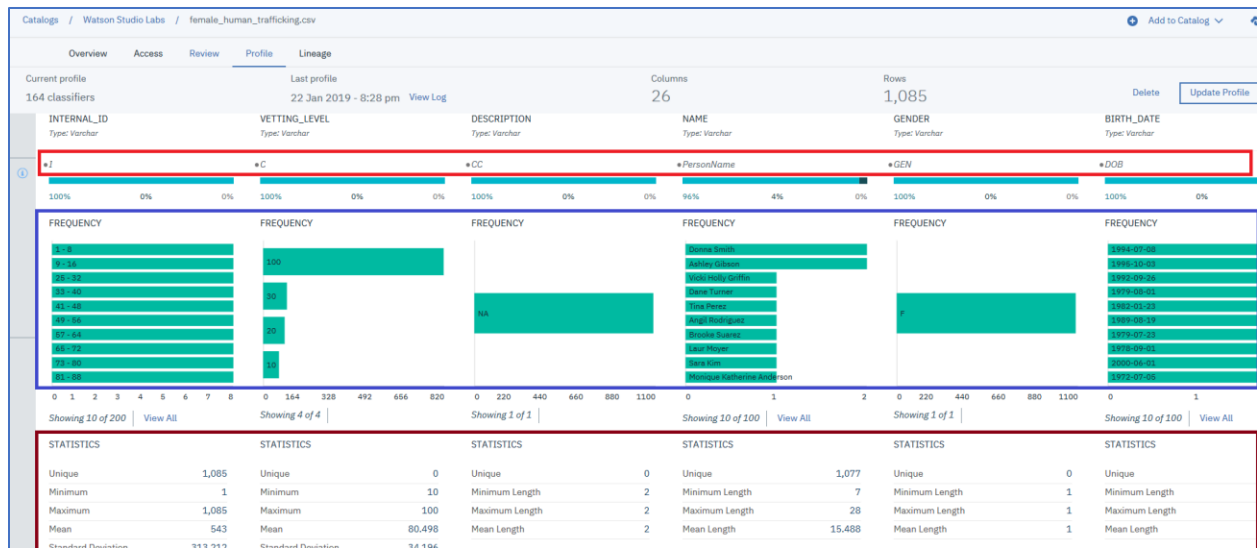 Catalogs / Watson Studio Labs / female_human_trafficking.csv Add to Catalog
Overview Access Review Profile Lineage
Current profile Last profile Columns Rows
164 classifiers 22 Jan 2019 - 8:28 pm View Log 26 1,085 Delete Update Profile
INTERNAL_ID VETTING_LEVEL DESCRIPTION NAME GENDER BIRTH_DATE
Type: Varchar Type: Varchar Type: Varchar Type: Varchar Type: Varchar Type: Varchar
I C CC PersonName GEN DOB
100% 0% 0% 100% 0% 0% 100% 0% 0% 96% 4% 0% 100% 0% 0% 100% 0%
FREQUENCY FREQUENCY FREQUENCY FREQUENCY FREQUENCY FREQUENCY
1 - 8 Donna Smith 1994-07-08
9 - 16 100 Ashley Gibson 1995-10-03
25 - 32 Vicki Holly Griffin 1992-09-26
33 - 40 30 Dane Turner 1979-08-01
41 - 48 NA Tina Perez F 1982-01-23
49 - 56 Angil Rodriguez 1989-08-19
57 - 64 20 Brooke Suarez 1979-07-23
65 - 72 Laur Moyer 1978-09-01
73 - 80 10 Sara Kim 2000-06-01
81 - 88 Monique Katherine Anderson 1972-07-05
0 1 2 3 4 5 6 7 8 0 164 328 492 656 820 0 220 440 660 880 1100 0 1 2 0 220 440 660 880 1100 0 1
Showing 10 of 200 View All Showing 4 of 4 Showing 1 of 1 Showing 10 of 100 View All Showing 1 of 1 Showing 10 of 100 View All
STATISTICS STATISTICS STATISTICS STATISTICS STATISTICS STATISTICS
Unique 1,085 Unique 0 Unique 0 Unique 1,077 Unique 0 Unique
Minimum 1 Minimum 10 Minimum Length 2 Minimum Length 7 Minimum Length 1 Minimum Length
Maximum 1,085 Maximum 100 Maximum Length 2 Maximum Length 28 Maximum Length 1 Maximum Length
Mean 543 Mean 80.498 Mean Length 2 Mean Length 15.488 Mean Length 1 Mean Length
Standard Deviation 313.212 Standard Deviation 34.196